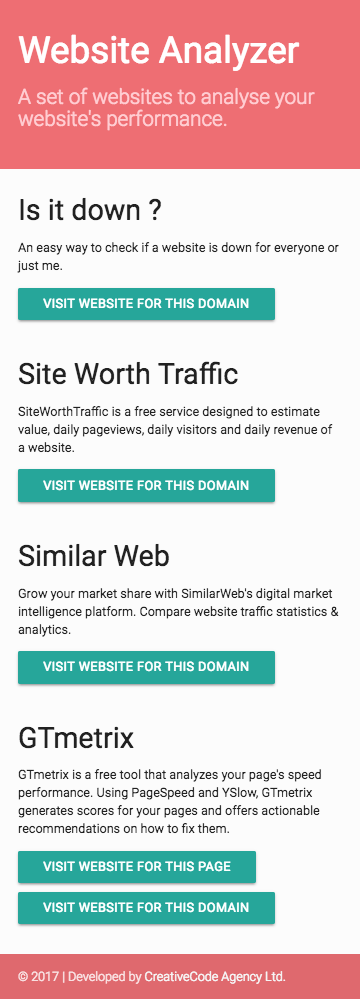 Website Analyzer
A set of websites to analyse your
website's performance.
Is it down ?
An easy way to check if a website is down for everyone or
just me.
VISIT WEBSITE FOR THIS DOMAIN
Site Worth Traffic
SiteWorthTraffic is a free service designed to estimate
value, daily pageviews, daily visitors and daily revenue of
a website.
VISIT WEBSITE FOR THIS DOMAIN
Similar Web
Grow your market share with SimilarWeb's digital market
intelligence platform. Compare website traffic statistics &
analytics.
VISIT WEBSITE FOR THIS DOMAIN
GTmetrix
GTmetrix is a free tool that analyzes your page's speed
performance. Using PageSpeed and YSlow, GTmetrix
generates scores for your pages and offers actionable
recommendations on how to fix them.
VISIT WEBSITE FOR THIS PAGE
VISIT WEBSITE FOR THIS DOMAIN
© 2017 | Developed by CreativeCode Agency Ltd.